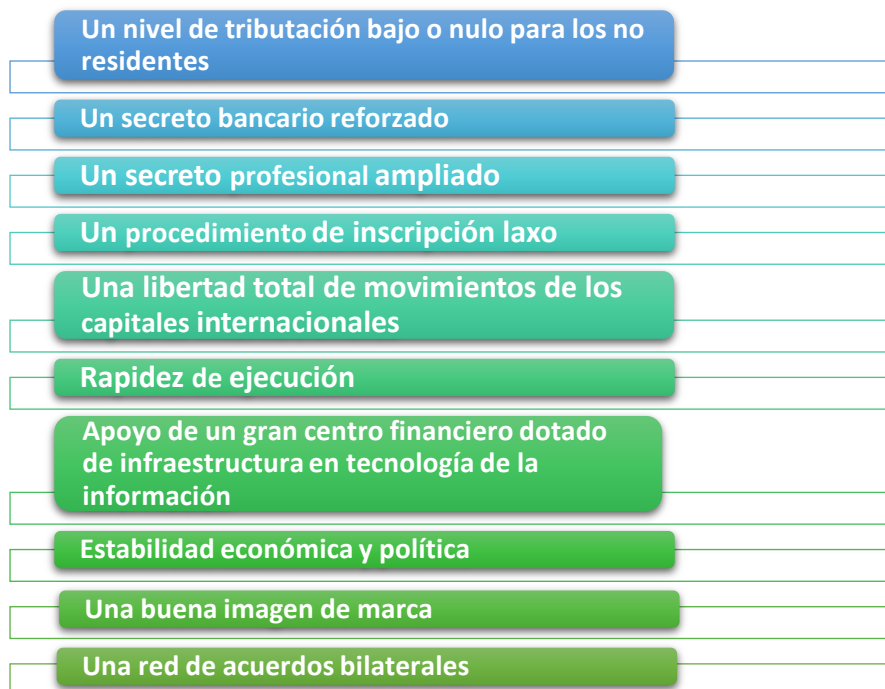 Un nivel de tributación bajo o nulo para los no
residentes
Un secreto bancario reforzado
Un secreto profesional ampliado
Un procedimiento de inscripción laxo
Una libertad total de movimientos de los
capitales internacionales
Rapidez de ejecución
Apoyo de un gran centro financiero dotado
de infraestructura en tecnología de la
información
Estabilidad económica y política
Una buena imagen de marca
Una red de acuerdos bilaterales